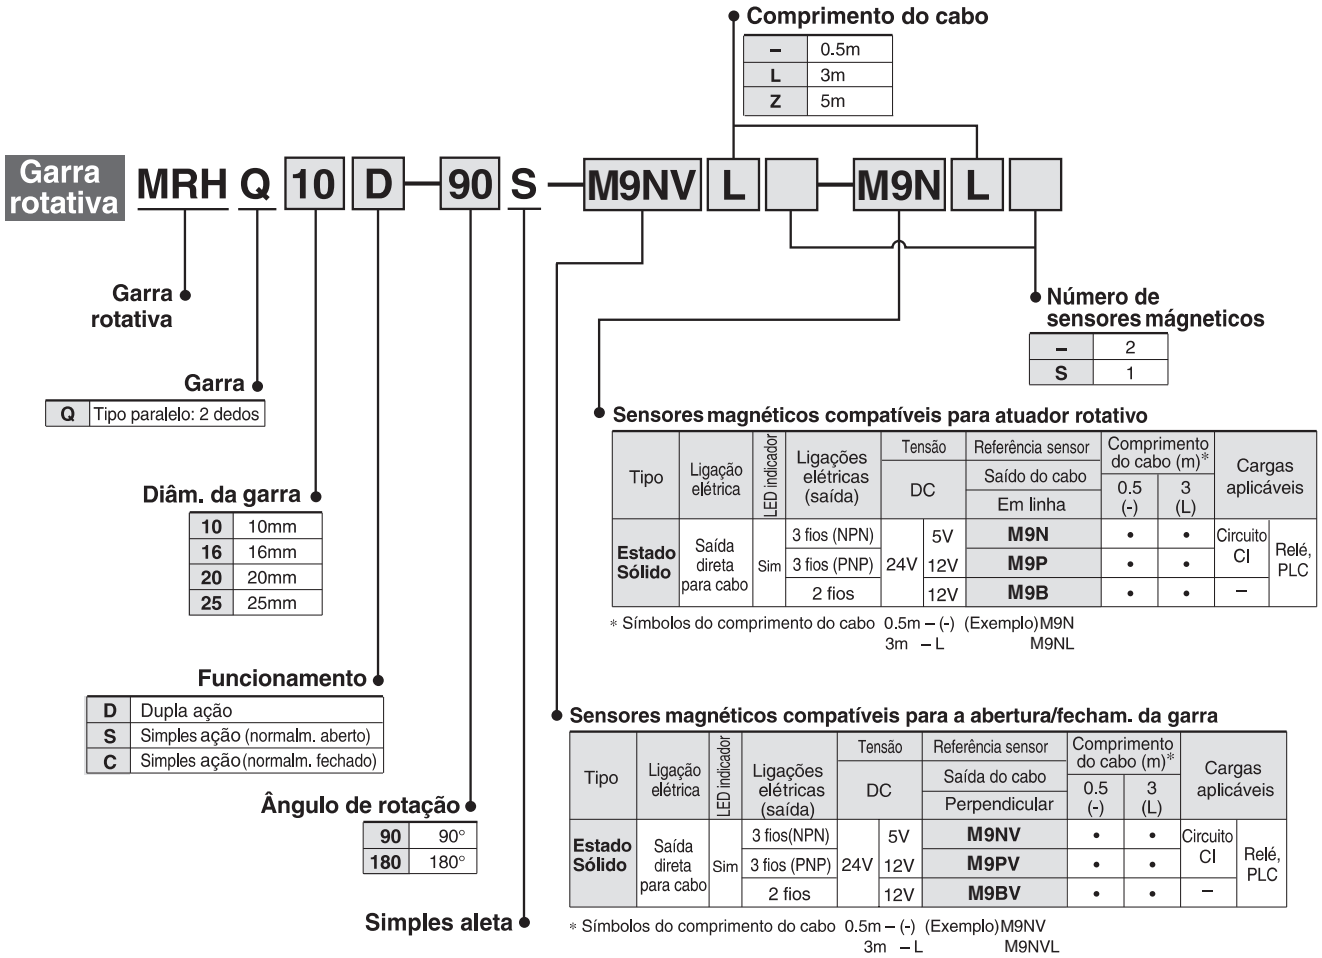 Comprimento do cabo
– 0.5m
L 3m
Z 5m
Garra
rotativa
MRH Q 10 D – 90 S – M9NV L – M9N L
Garra
rotativa
Número de
sensores mágneticos
– 2
S 1
Garra
Q Tipo paralelo: 2 dedos
Sensores magnéticos compatíveis para atuador rotativo
Tipo
Ligação
elétrica
LED indicador
Ligações
elétricas
(saída)
Tensão
DC
Referência sensor
Saído do cabo
Em linha
Comprimento
do cabo (m)*
0.5
(-)
3
(L)
Cargas
aplicáveis
Estado
Sólido
Saída
direta
para cabo
Sim
3 fios (NPN)
3 fios (PNP)
2 fios
24V
5V
12V
12V
M9N • •
M9P • •
M9B • •
Circuito
CI
–
Relé,
PLC
* Símbolos do comprimento do cabo 0.5m – (-) (Exemplo)M9N
3m – L M9NL
Diâm. da garra
10 10mm
16 16mm
20 20mm
25 25mm
Funcionamento
D Dupla ação
S Simples ação (normalm. aberto)
C Simples ação(normalm. fechado)
Sensores magnéticos compatíveis para a abertura/fecham. da garra
Tipo
Ligação
elétrica
LED indicador
Ligações
elétricas
(saída)
Tensão
DC
Referência sensor
Saída do cabo
Perpendicular
Comprimento
do cabo (m)*
0.5
(-)
3
(L)
Cargas
aplicáveis
Estado
Sólido
Saída
direta
para cabo
Sim
3 fios(NPN)
3 fios (PNP)
2 fios
24V
5V
12V
12V
M9NV • •
M9PV • •
M9BV • •
Circuito
CI
–
Relé,
PLC
* Símbolos do comprimento do cabo 0.5m – (-) (Exemplo)M9NV
3m – L M9NVL
Ângulo de rotação
90 90°
180 180°
Simples aleta